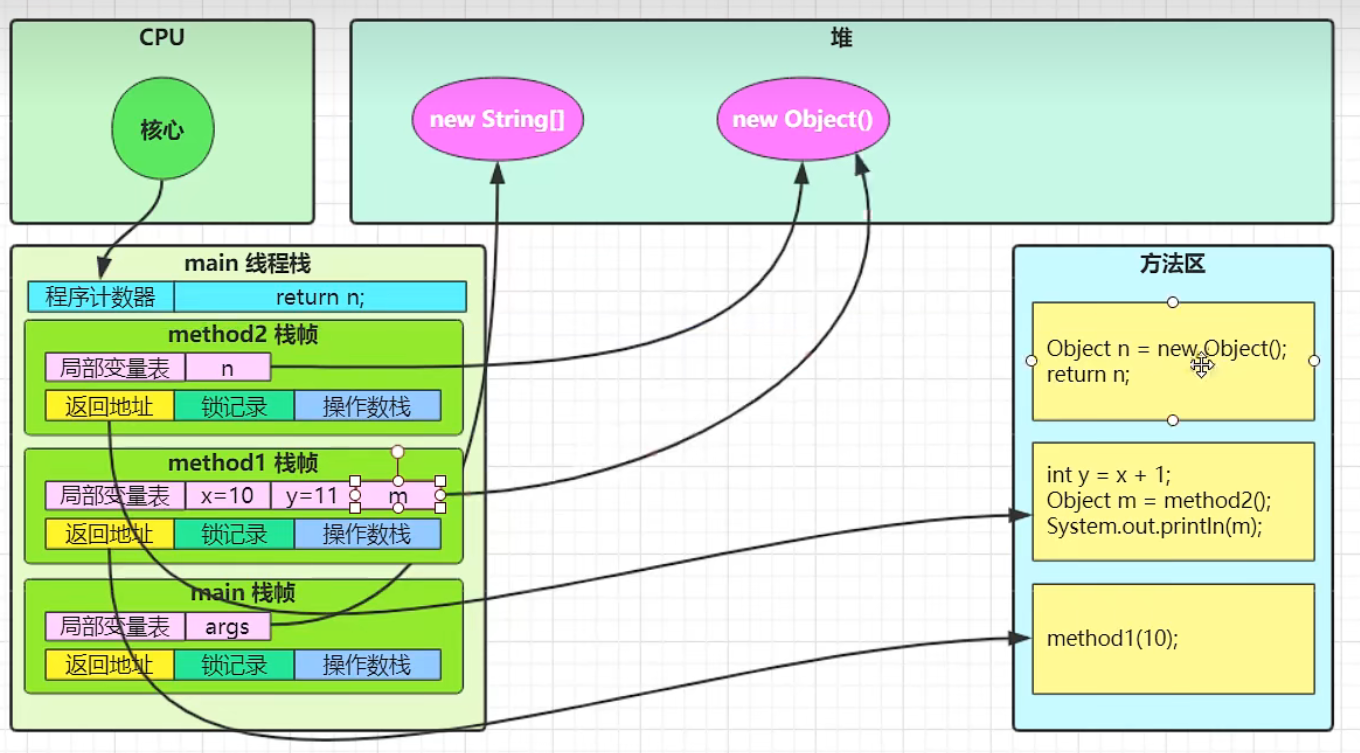 CPU
核心
堆
new String[]
new Object()
main 线程栈
程序计数器 return n;
method2 栈帧
局部变量表 n
返回地址 锁记录 操作数栈
method1 栈帧
局部变量表 x=10 y=11 m
返回地址 锁记录 操作数栈
main 栈帧
局部变量表 args
返回地址 锁记录 操作数栈
方法区
Object n = new Object();
return n;
int y = x + 1;
Object m = method2();
System.out.println(m);
method1(10);